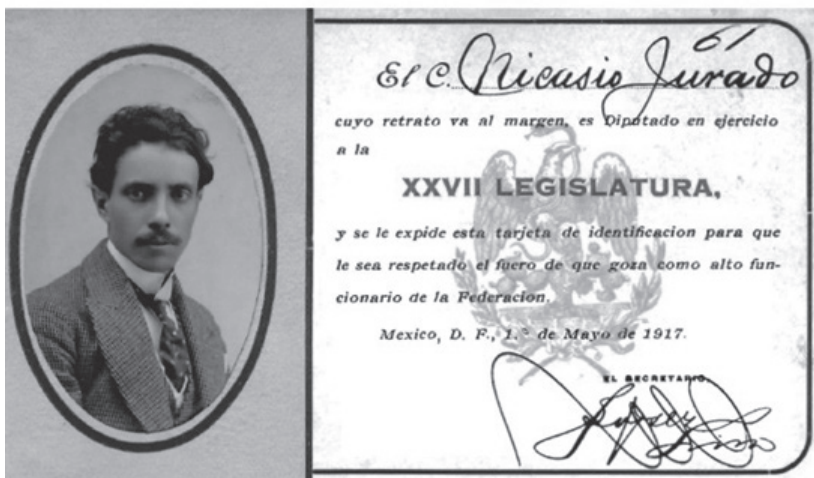 61
El C. Nicasio Jurado
cuyo retrato va al margen, es Diputado en ejercicio
a la
XXVII LEGISLATURA,
y se le expide esta tarjeta de identificacion para que
le sea respetado el fuero de que goza como alto fun-
cionario de la Federacion.
Mexico, D. F., 1.º de Mayo de 1917.
EL SECRETARIO,